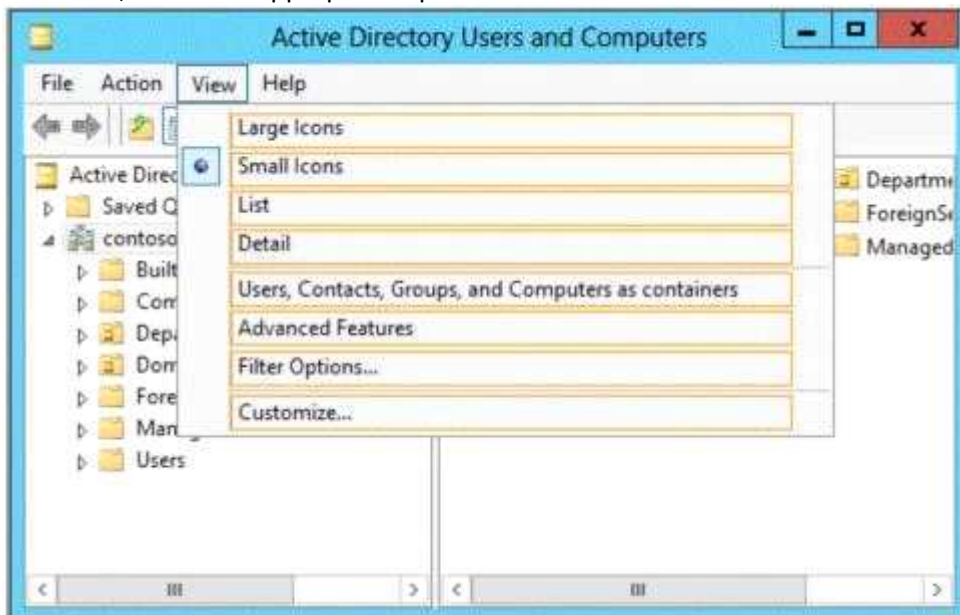 Active Directory Users and Computers
File Action View Help
Large Icons
Active Direc Small Icons Departme
Saved Q List ForeignSe
contoso Detail Managed
Built Users, Contacts, Groups, and Computers as containers
Com
Depa Advanced Features
Dom Filter Options...
Fore Customize...
Man
Users